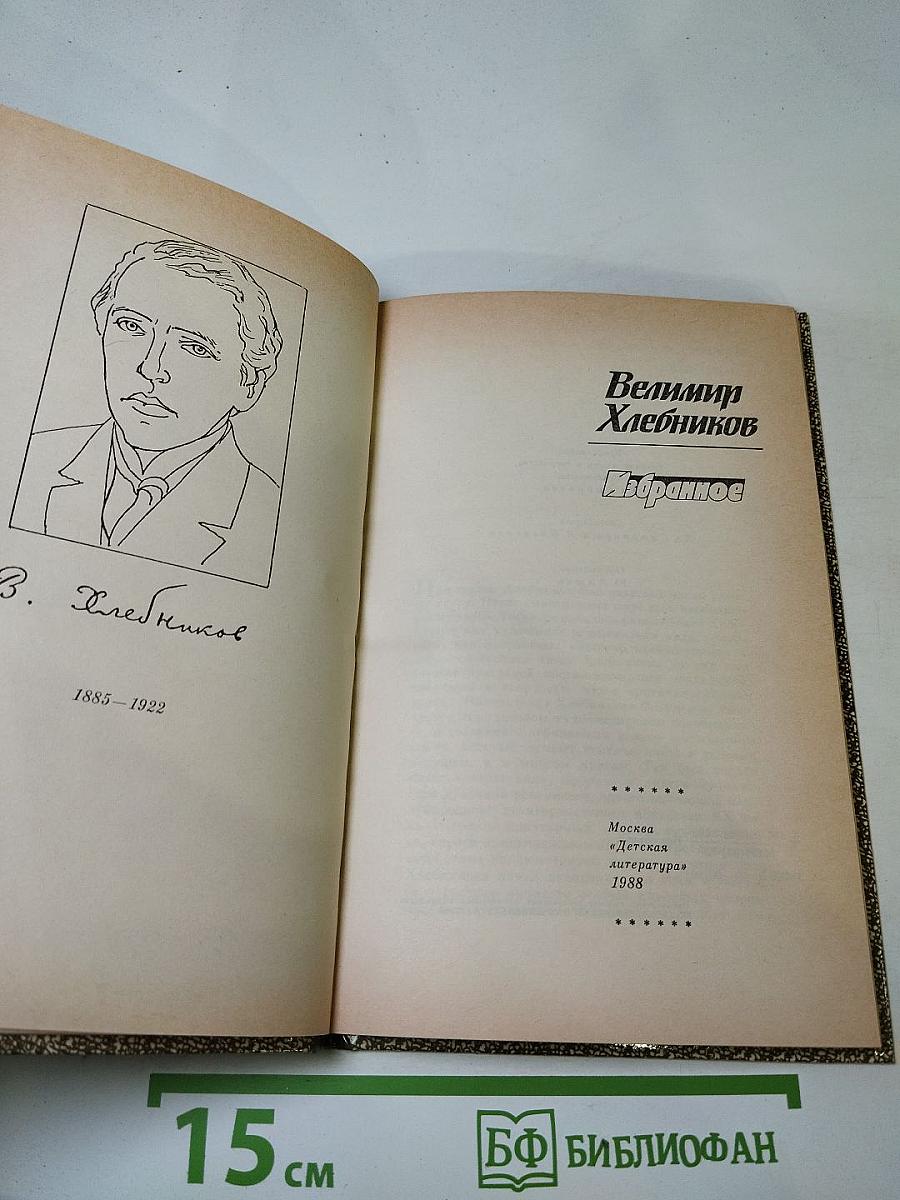 В. Хлебников
1885—1922
Велимир
Хлебников
Избранное
* * * * * *
Москва
«Детская
литература»
1988
* * * * * *
15 см
БФ БИБЛИОФАН